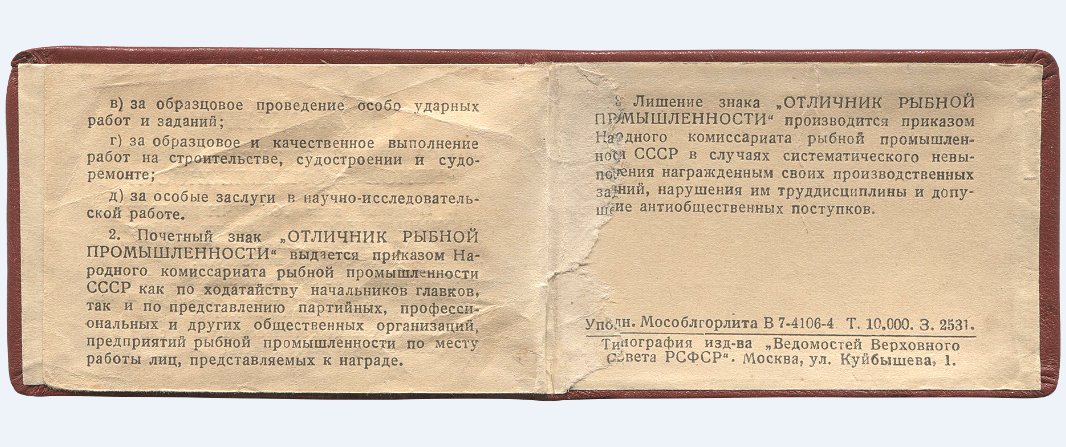 в) за образцовое проведение особо ударных
работ и заданий;
г) за образцовое и качественное выполнение
работ на строительстве, судостроении и судо-
ремонте;
д) за особые заслуги в научно-исследователь-
ской работе.
2. Почетный знак „ОТЛИЧНИК РЫБНОЙ
ПРОМЫШЛЕННОСТИ“ выдается приказом На-
родного комиссариата рыбной промышленности
СССР как по ходатайству начальников главков,
так и по представлению партийных, професси-
ональных и других общественных организаций,
предприятий рыбной промышленности по месту
работы лиц, представляемых к награде.
Лишение знака „ОТЛИЧНИК РЫБНОЙ
ПРОМЫШЛЕННОСТИ“ производится приказом
Народного комиссариата рыбной промышлен-
ности СССР в случаях систематического невы-
полнения награжденным своих производственных
заданий, нарушения им труддисциплины и допу-
щение антиобщественных поступков.
Уполн. Мособлгорлита В 7-4106-4 Т. 10,000. З. 2531.
Типография изд-ва „Ведомостей Верховного
Совета РСФСР“. Москва, ул. Куйбышева, 1.